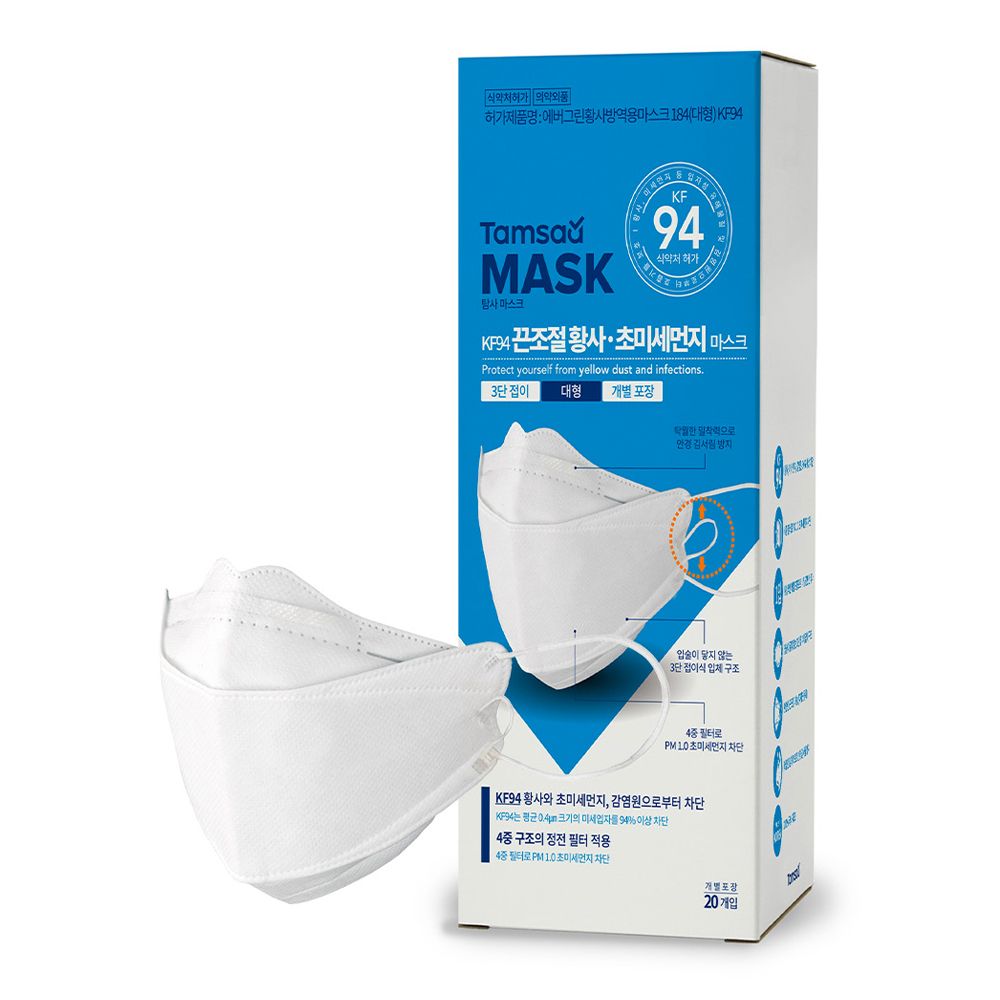 식약처허가 의약외품
허가제품명 : 에버그린황사방역용마스크 184(대형) KF94
KF
94
식약처 허가
Tamsaa
MASK
탐사 마스크
KF94 끈조절 황사·초미세먼지 마스크
Protect yourself from yellow dust and infections.
3단 접이 대형 개별 포장
탁월한 밀착력으로
안경 김서림 방지
입술이 닿지 않는
3단 접이식 입체 구조
4중 필터로
PM 1.0 초미세먼지 차단
KF94 황사와 초미세먼지, 감염원으로부터 차단
KF94는 평균 0.4μm 크기의 미세입자를 94% 이상 차단
4중 구조의 정전 필터 적용
4중 필터로 PM 1.0 초미세먼지 차단
개별포장
20 개입
Tamsaa